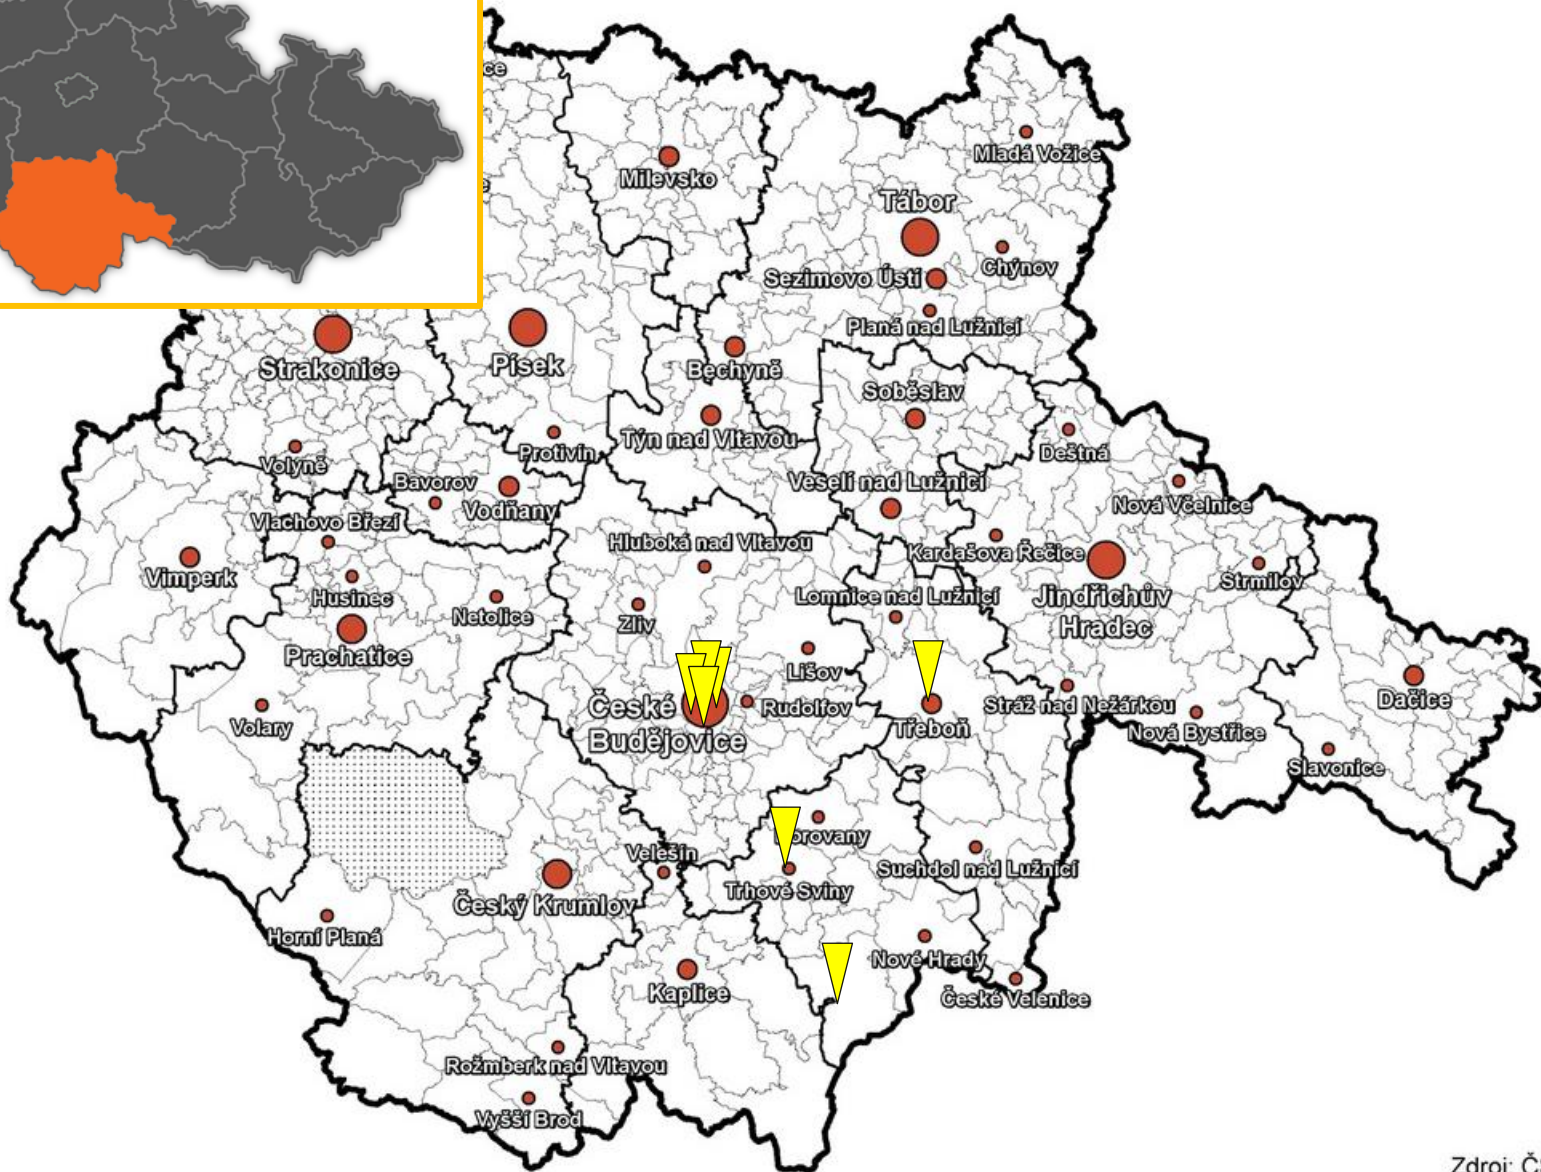 ce
Milevsko
Mladá Vožice
Tábor
Chýnov
Sezimovo Ústí
Planá nad Lužnicí
Strakonice
Písek
Bechyně
Soběslav
Týn nad Vltavou
Protivín
Volyně
Deštná
Bavorov
Vodňany
Veselí nad Lužnicí
Nová Včelnice
Vlachovo Březí
Hluboká nad Vltavou
Kardašova Řečice
Vimperk
Husinec
Netolice
Lomnice nad Lužnicí
Jindřichův
Hradec
Strmilov
Zliv
Prachatice
Lišov
České
Budějovice
Rudolfov
Třeboň
Stráž nad Nežárkou
Dačice
Volary
Nová Bystřice
Slavonice
Borovany
Velešín
Trhové Sviny
Suchdol nad Lužnicí
Český Krumlov
Horní Planá
Nové Hrady
Kaplice
České Velenice
Rožmberk nad Vltavou
Vyšší Brod
Zdroj: Č